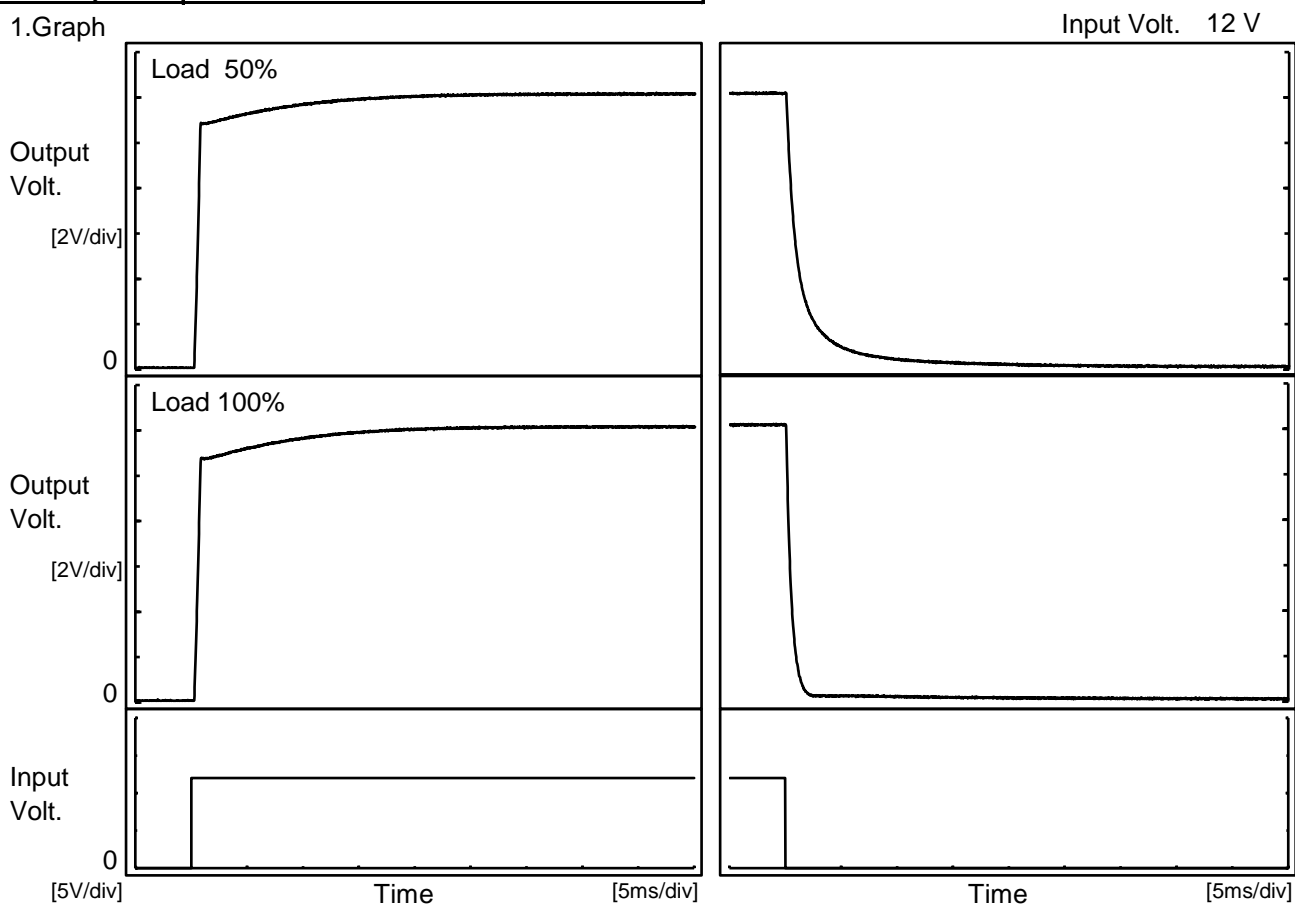 1.Graph
Input Volt. 12 V
Load 50%
Output
Volt.
[2V/div]
0
Load 100%
Output
Volt.
[2V/div]
0
Input
Volt.
0
[5V/div]
Time
[5ms/div]
Time
[5ms/div]